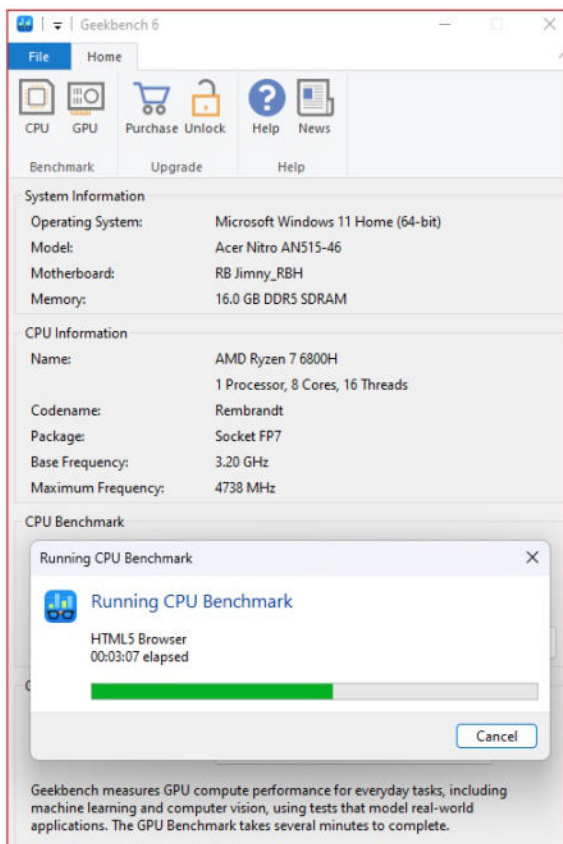 Geekbench 6
File Home
CPU GPU Purchase Unlock Help News
Benchmark Upgrade Help
System Information
Operating System: Microsoft Windows 11 Home (64-bit)
Model: Acer Nitro AN515-46
Motherboard: RB Jimny_RBH
Memory: 16.0 GB DDR5 SDRAM
CPU Information
Name: AMD Ryzen 7 6800H
1 Processor, 8 Cores, 16 Threads
Codename: Rembrandt
Package: Socket FP7
Base Frequency: 3.20 GHz
Maximum Frequency: 4738 MHz
CPU Benchmark
Running CPU Benchmark
Running CPU Benchmark
HTML5 Browser
00:03:07 elapsed
Cancel
Geekbench measures GPU compute performance for everyday tasks, including
machine learning and computer vision, using tests that model real-world
applications. The GPU Benchmark takes several minutes to complete.